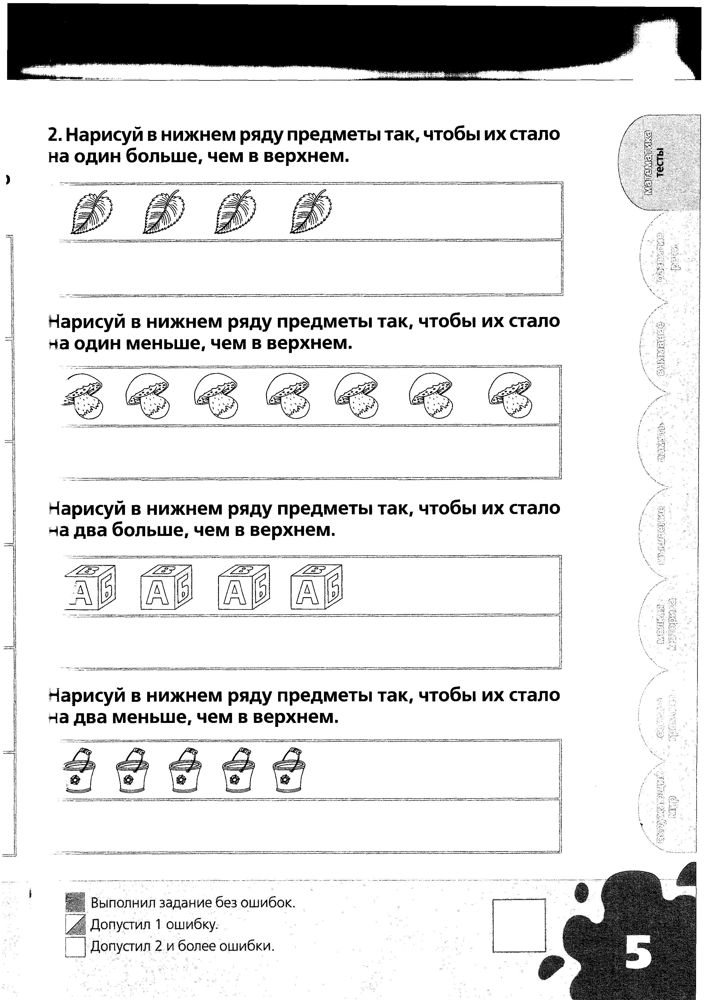 2. Нарисуй в нижнем ряду предметы так, чтобы их стало
на один больше, чем в верхнем.
математика
тесты
развитие
речи
внимание
Нарисуй в нижнем ряду предметы так, чтобы их стало
на один меньше, чем в верхнем.
память
Нарисуй в нижнем ряду предметы так, чтобы их стало
на два больше, чем в верхнем.
мышление
В А Б
В А Б
В А Б
В А Б
мелкая
моторика
Нарисуй в нижнем ряду предметы так, чтобы их стало
на два меньше, чем в верхнем.
окружающий
мир
Выполнил задание без ошибок.
Допустил 1 ошибку.
Допустил 2 и более ошибки.
5